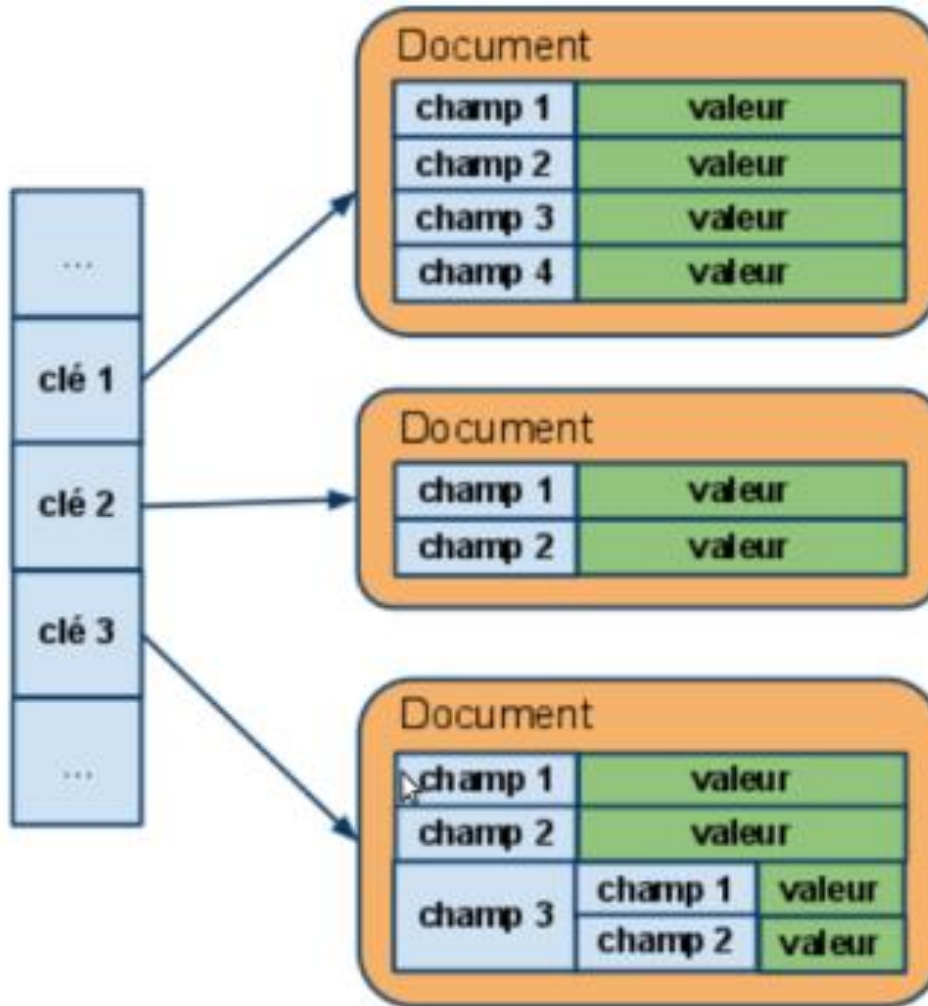 ...
clé 1
clé 2
clé 3
...
Document
champ 1 valeur
champ 2 valeur
champ 3 valeur
champ 4 valeur
Document
champ 1 valeur
champ 2 valeur
Document
champ 1 valeur
champ 2 valeur
champ 3
champ 1 valeur
champ 2 valeur